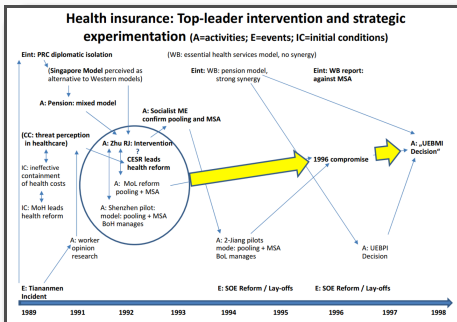 Health insurance: Top-leader intervention and strategic
experimentation (A=activities; E=events; IC=initial conditions)
Eint: PRC diplomatic isolation
(WB: essential health services model, no synergy)
(Singapore Model perceived as
alternative to Western models)
Eint: WB: pension model,
strong synergy
Eint: WB report:
against MSA
A: Pension: mixed model
A: Socialist ME
confirm pooling and MSA
(CC: threat perception
in healthcare)
A: Zhu RJ: Intervention
?
CESR leads
health reform
1996 compromise
A: „UEBMI
Decision“
IC: ineffective
containment
of health costs
A: MoL reform
pooling + MSA
IC: MoH leads
health reform
A: Shenzhen pilot:
model: pooling + MSA
BoH manages
A: worker
opinion
research
A: 2-Jiang pilots
mode: pooling + MSA
BoL manages
A: UEBPI
Decision
E: Tiananmen
Incident
E: SOE Reform / Lay-offs
E: SOE Reform / Lay-offs
1989 1991 1992 1993 1994 1995 1996 1997 1998